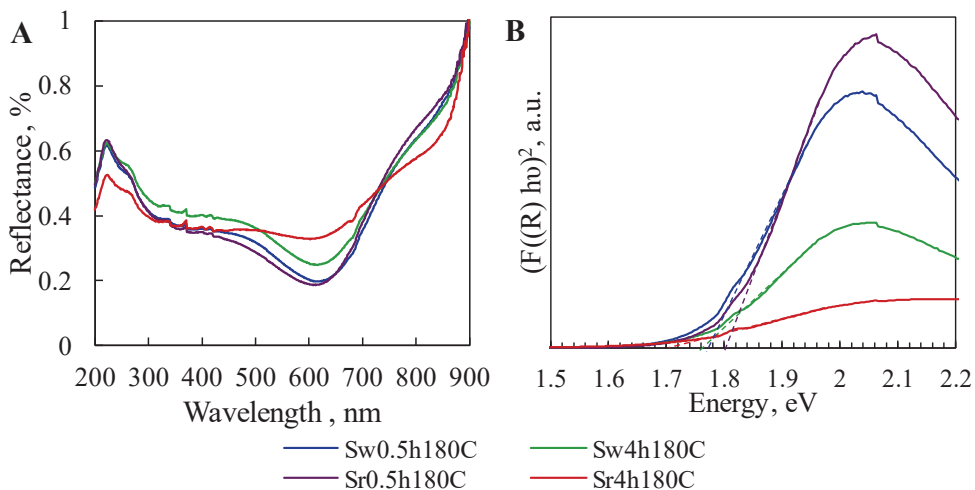 A
1
0.8
0.6
0.4
0.2
0
Reflectance, %
200 300 400 500 600 700 800 900
Wavelength , nm
B
(F((R) hυ)², a.u.
1.5 1.6 1.7 1.8 1.9 2 2.1 2.2
Energy, eV
Sw0.5h180C
Sw4h180C
Sr0.5h180C
Sr4h180C